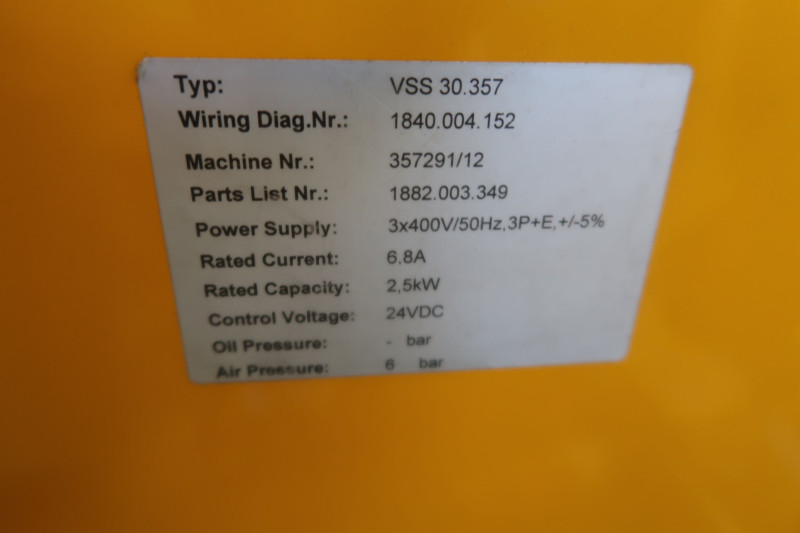 Typ: VSS 30.357
Wiring Diag.Nr.: 1840.004.152
Machine Nr.: 357291/12
Parts List Nr.: 1882.003.349
Power Supply: 3x400V/50Hz,3P+E,+/-5%
Rated Current: 6.8A
Rated Capacity: 2,5kW
Control Voltage: 24VDC
Oil Pressure: - bar
Air Pressure: 6 bar